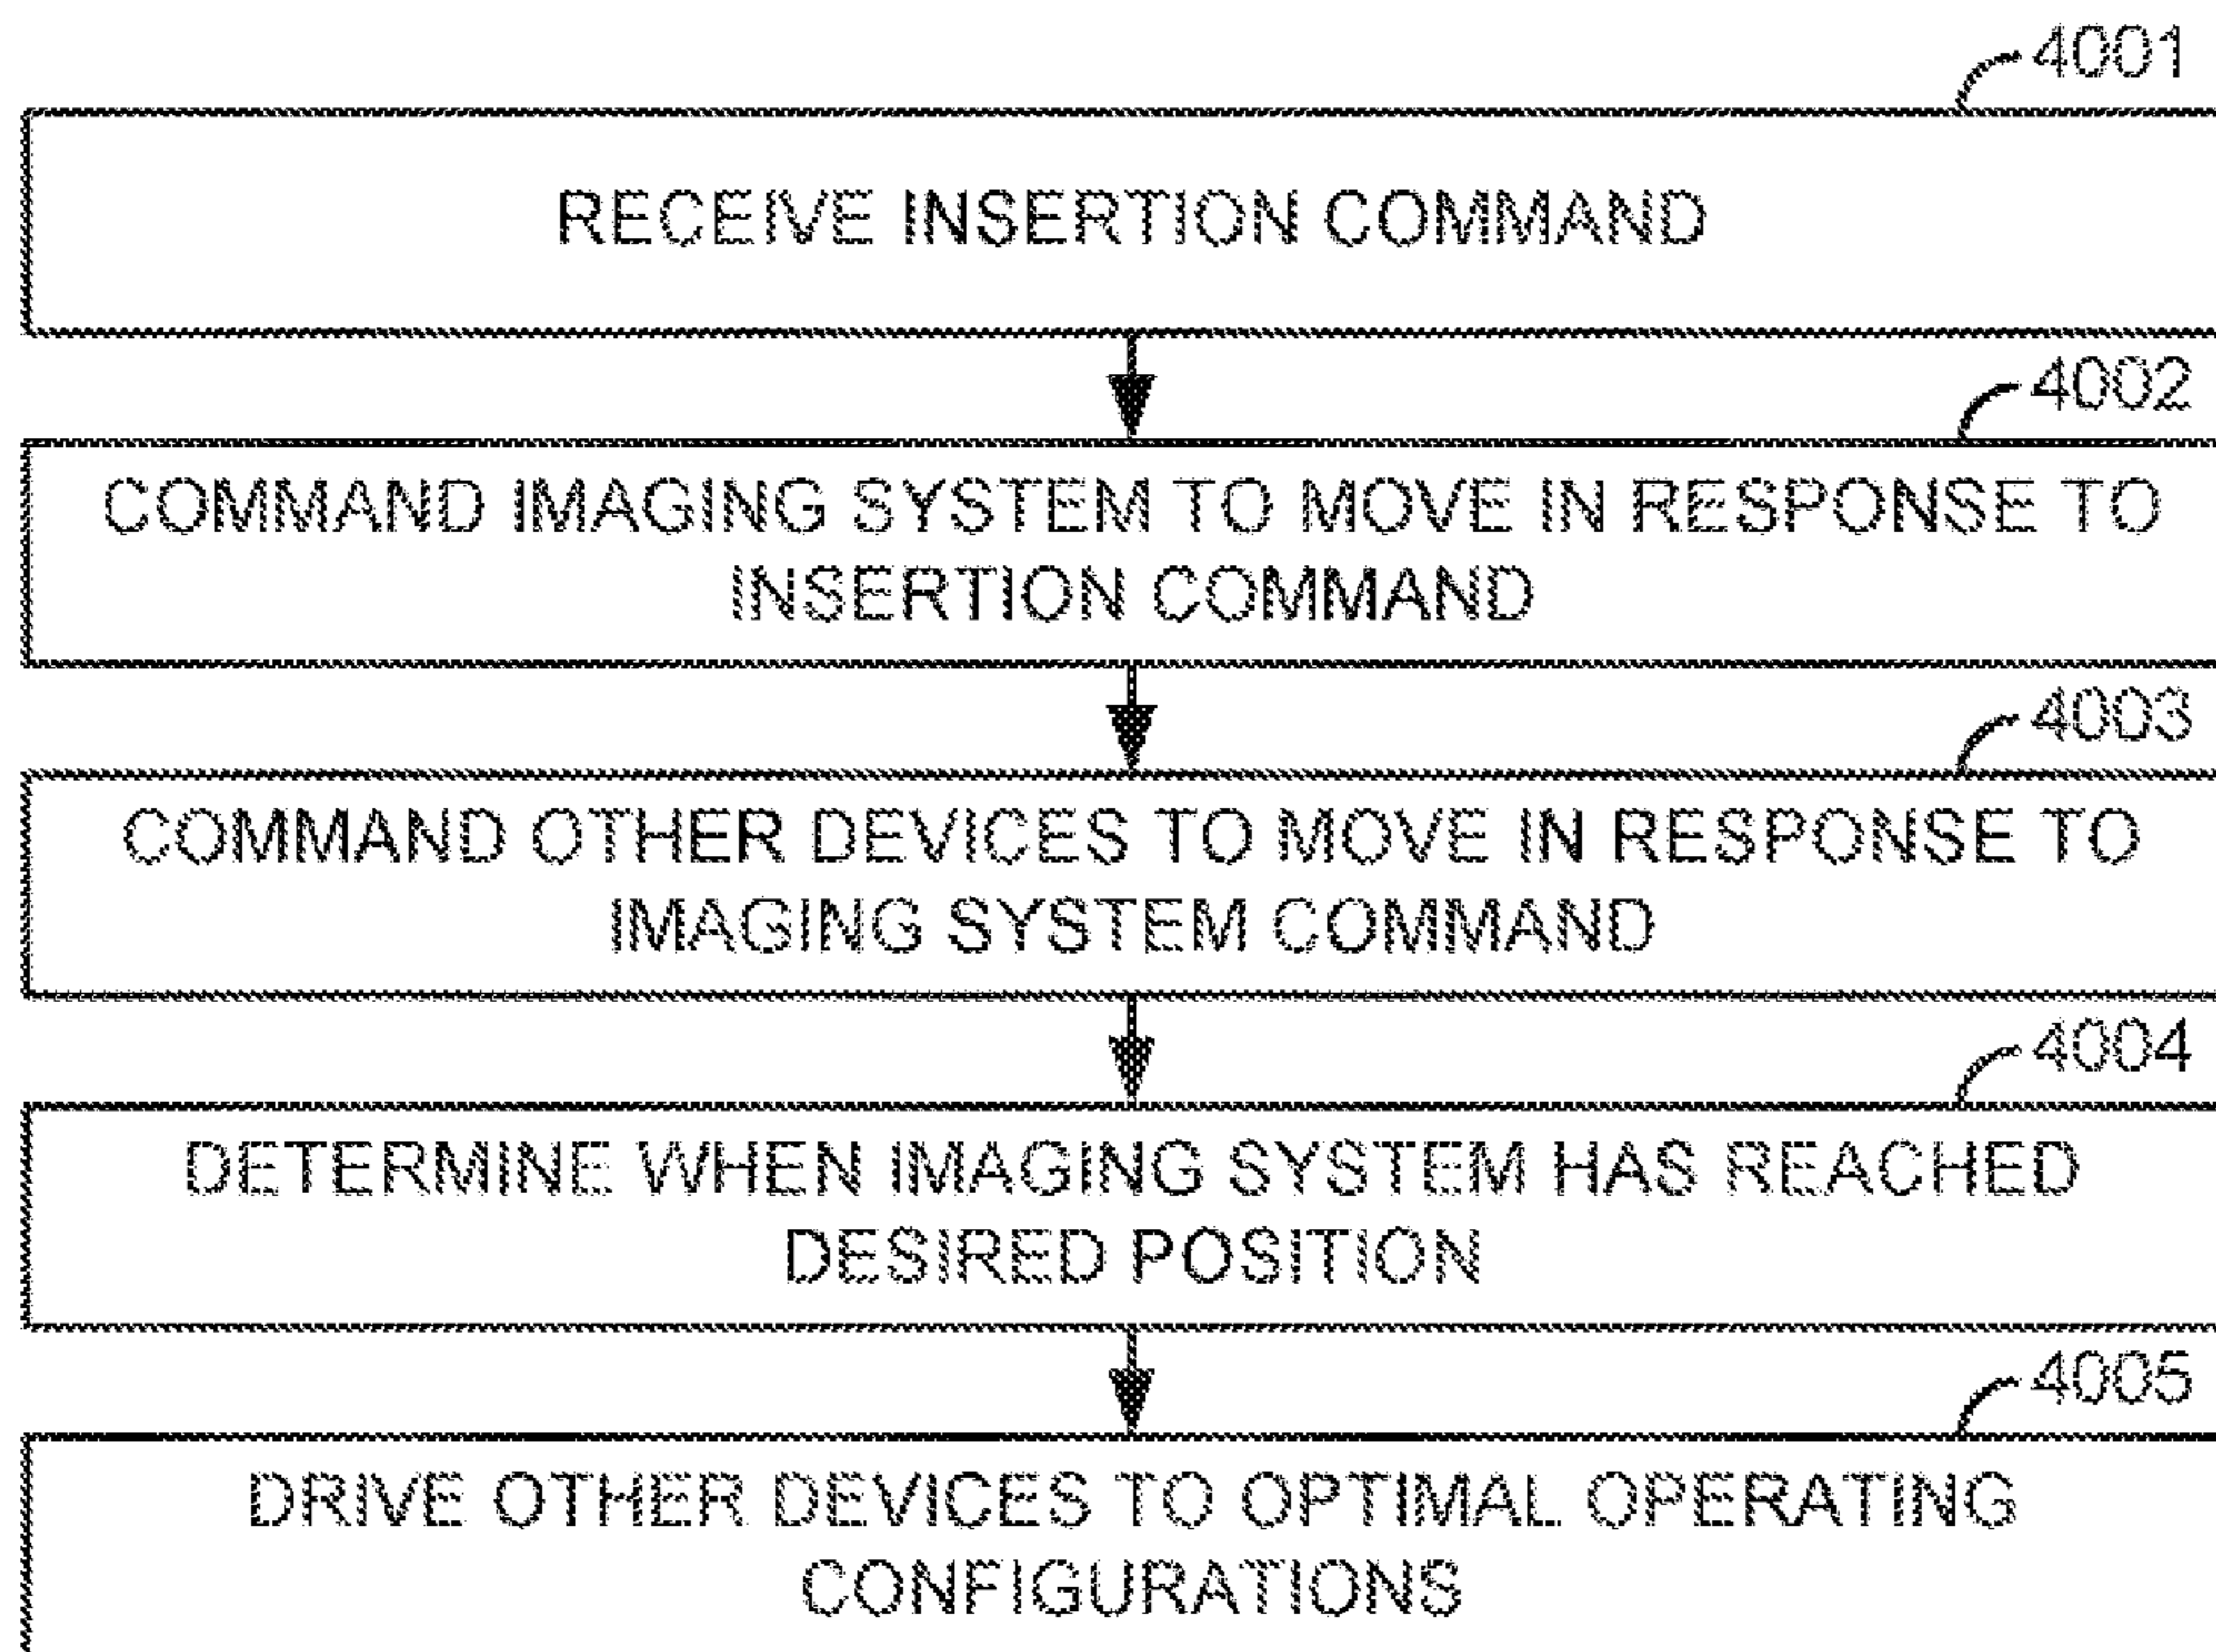 4001
RECEIVE INSERTION COMMAND
4002
COMMAND IMAGING SYSTEM TO MOVE IN RESPONSE TO
INSERTION COMMAND
4003
COMMAND OTHER DEVICES TO MOVE IN RESPONSE TO
IMAGING SYSTEM COMMAND
4004
DETERMINE WHEN IMAGING SYSTEM HAS REACHED
DESIRED POSITION
4005
DRIVE OTHER DEVICES TO OPTIMAL OPERATING
CONFIGURATIONS